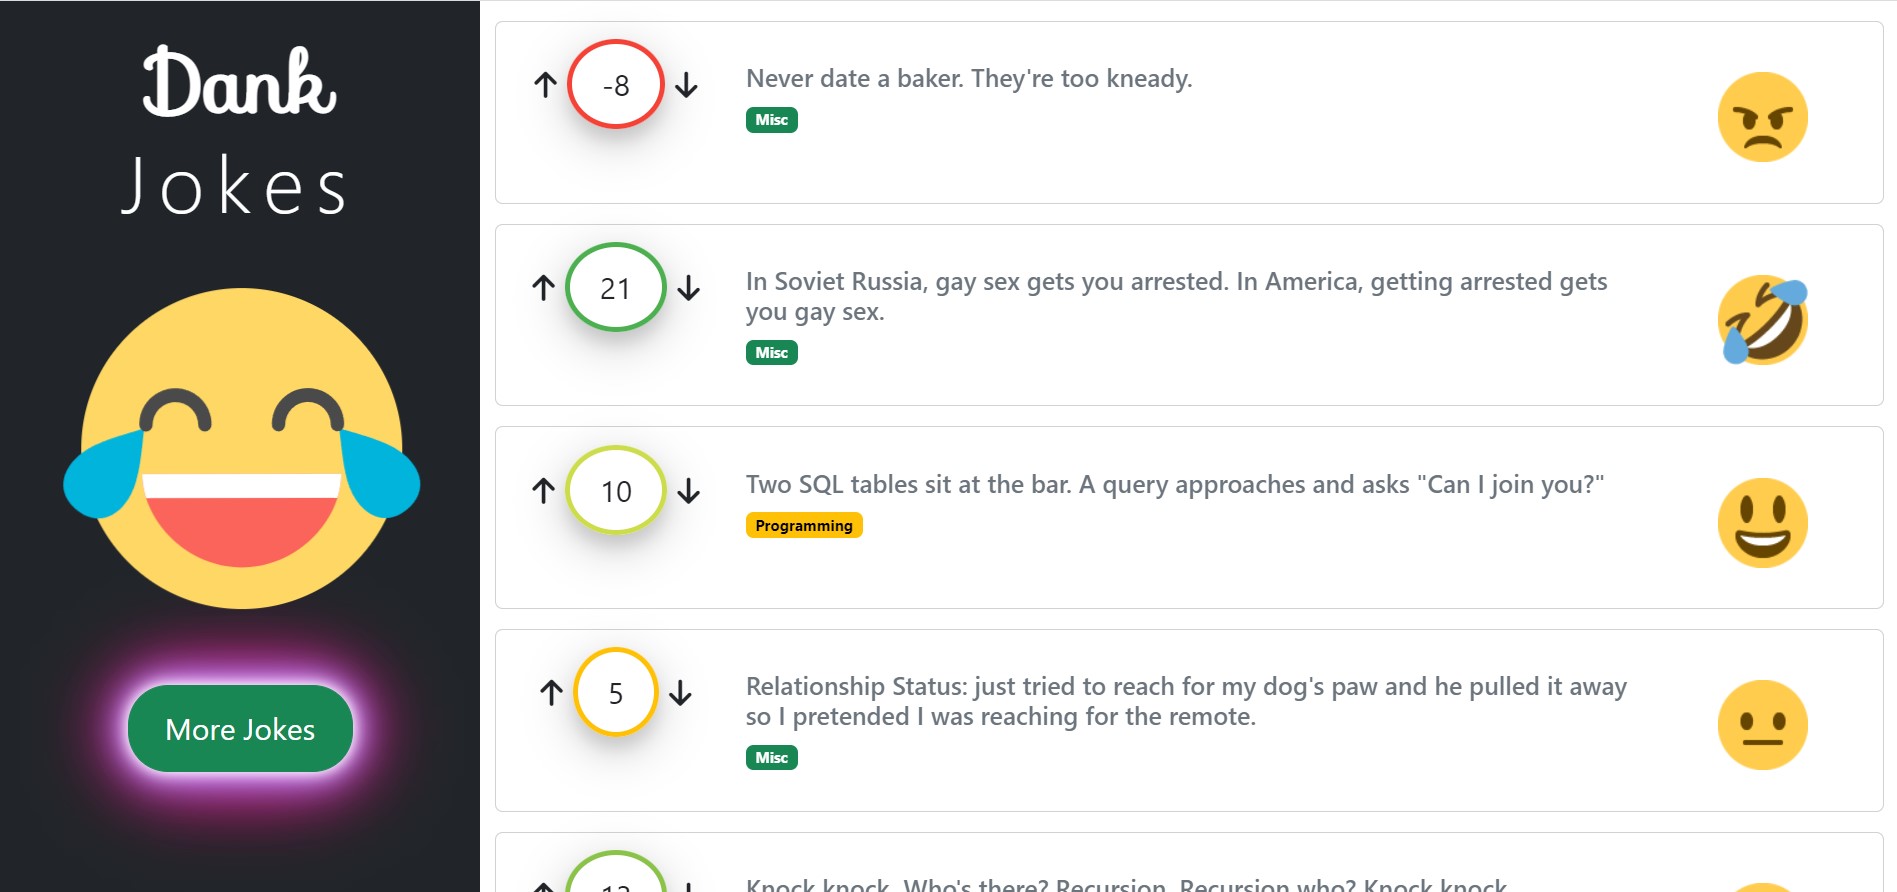 Dank
Jokes
More Jokes
-8
Never date a baker. They're too kneady.
Misc
21
In Soviet Russia, gay sex gets you arrested. In America, getting arrested gets
you gay sex.
Misc
10
Two SQL tables sit at the bar. A query approaches and asks "Can I join you?"
Programming
5
Relationship Status: just tried to reach for my dog's paw and he pulled it away
so I pretended I was reaching for the remote.
Misc
Knock knock. Who's there? Recursion. Recursion who? Knock knock.